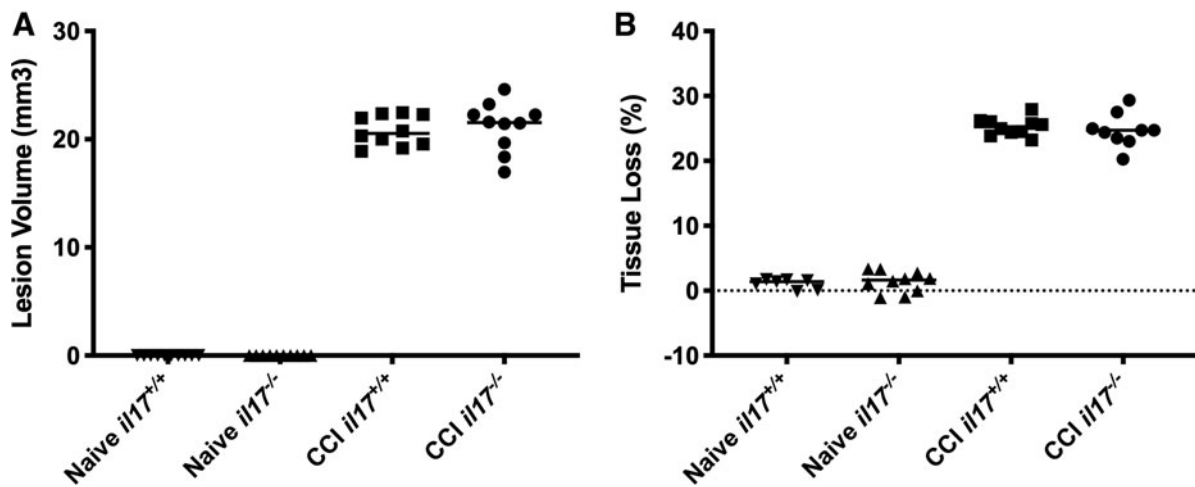 A
Lesion Volume (mm3)
30
20
10
0
Naive il17+/+
Naive il17-/-
CCI il17+/+
CCI il17-/-
B
Tissue Loss (%)
40
30
20
10
0
-10
Naive il17+/+
Naive il17-/-
CCI il17+/+
CCI il17-/-